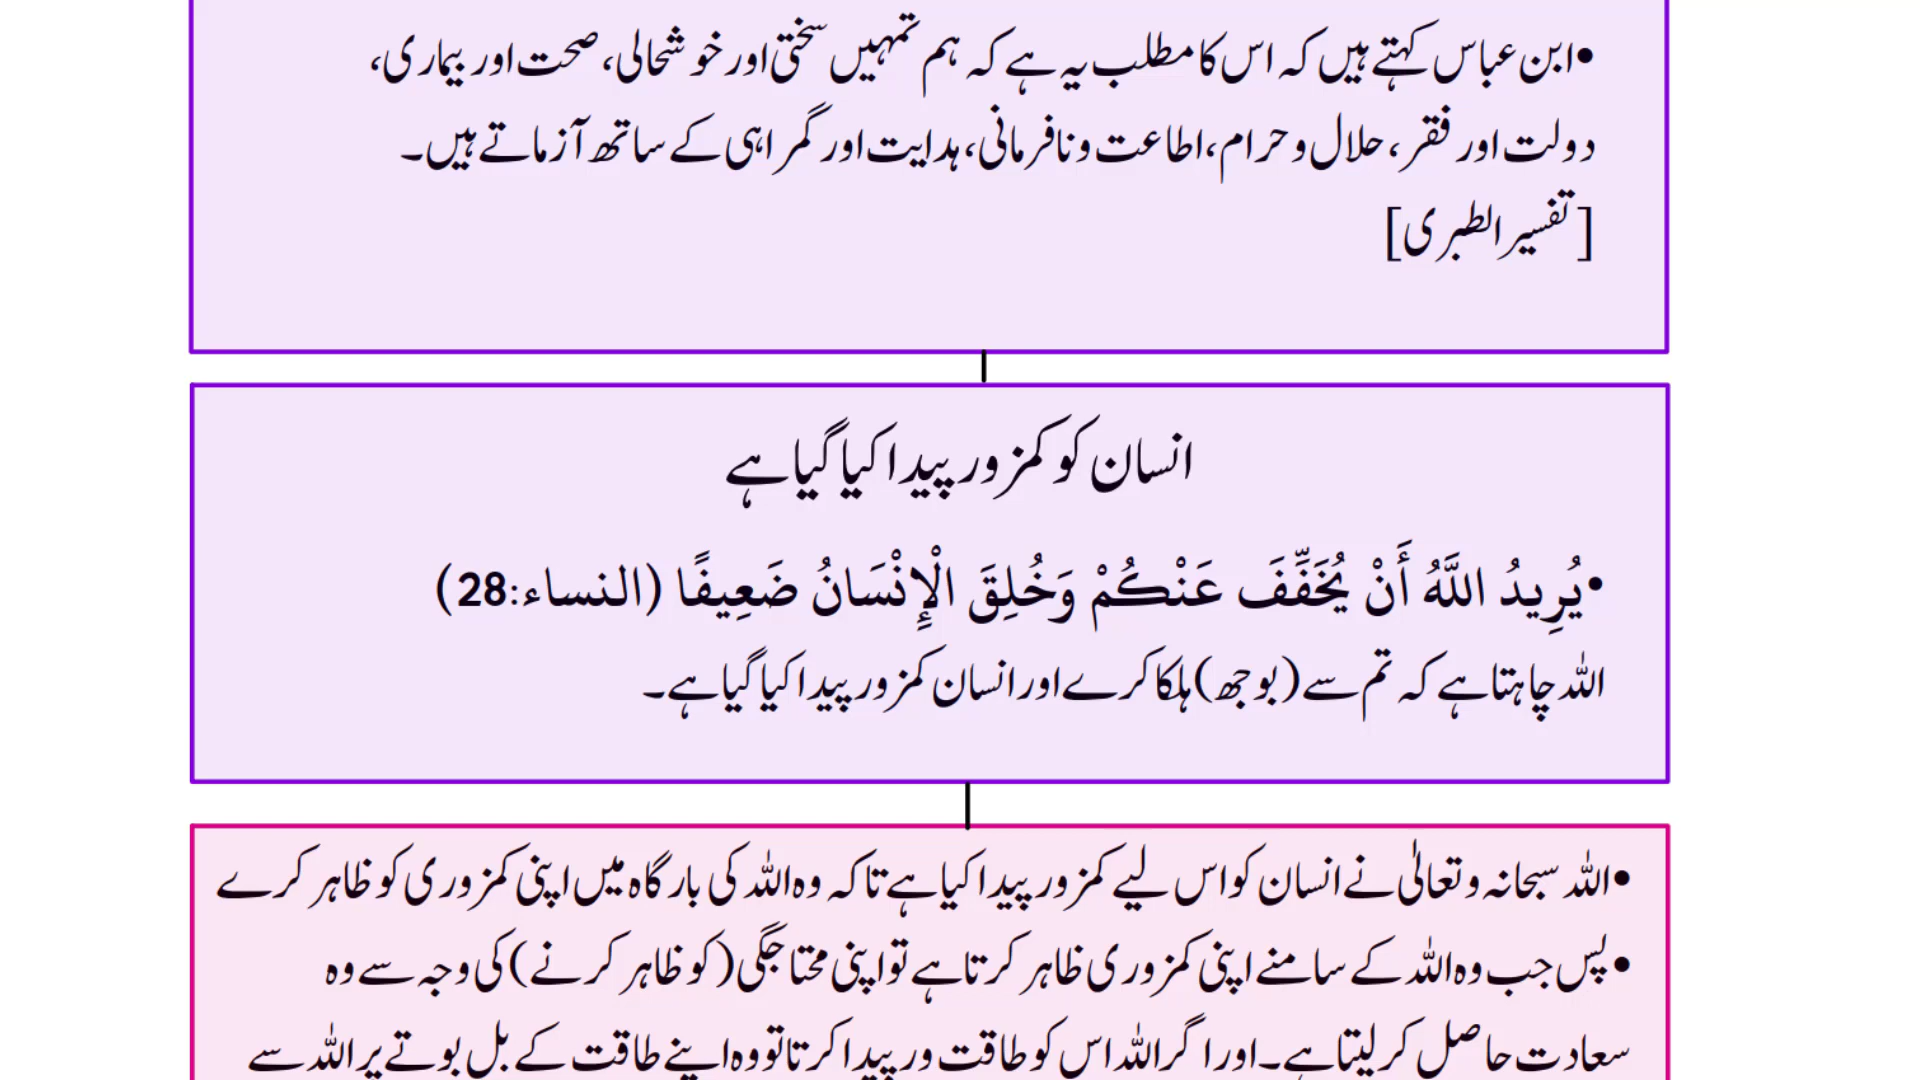 •ابن عباس کہتے ہیں کہ اس کا مطلب یہ ہے کہ ہم تمہیں سختی اور خوشحالی، صحت اور بیماری،
دولت اور فقر، حلال و حرام، اطاعت و نافرمانی، ہدایت اور گمراہی کے ساتھ آزماتے ہیں۔
[تفسیر الطبری]
انسان کو کمزور پیدا کیا گیا ہے
•يُرِيدُ اللَّهُ أَنْ يُخَفِّفَ عَنْكُمْ وَخُلِقَ الْإِنْسَانُ ضَعِيفًا (النساء:28)
اللہ چاہتا ہے کہ تم سے (بوجھ) ہلکا کرے اور انسان کمزور پیدا کیا گیا ہے۔
•اللہ سبحانہ و تعالیٰ نے انسان کو اس لیے کمزور پیدا کیا ہے تاکہ وہ اللہ کی بارگاہ میں اپنی کمزوری کو ظاہر کرے
•پس جب وہ اللہ کے سامنے اپنی کمزوری ظاہر کرتا ہے تو اپنی محتاجگی (کو ظاہر کرنے) کی وجہ سے وہ
سعادت حاصل کر لیتا ہے۔ اور اگر اللہ اس کو طاقت ور پیدا کرتا تو وہ اپنے طاقت کے بل بوتے پر اللہ سے